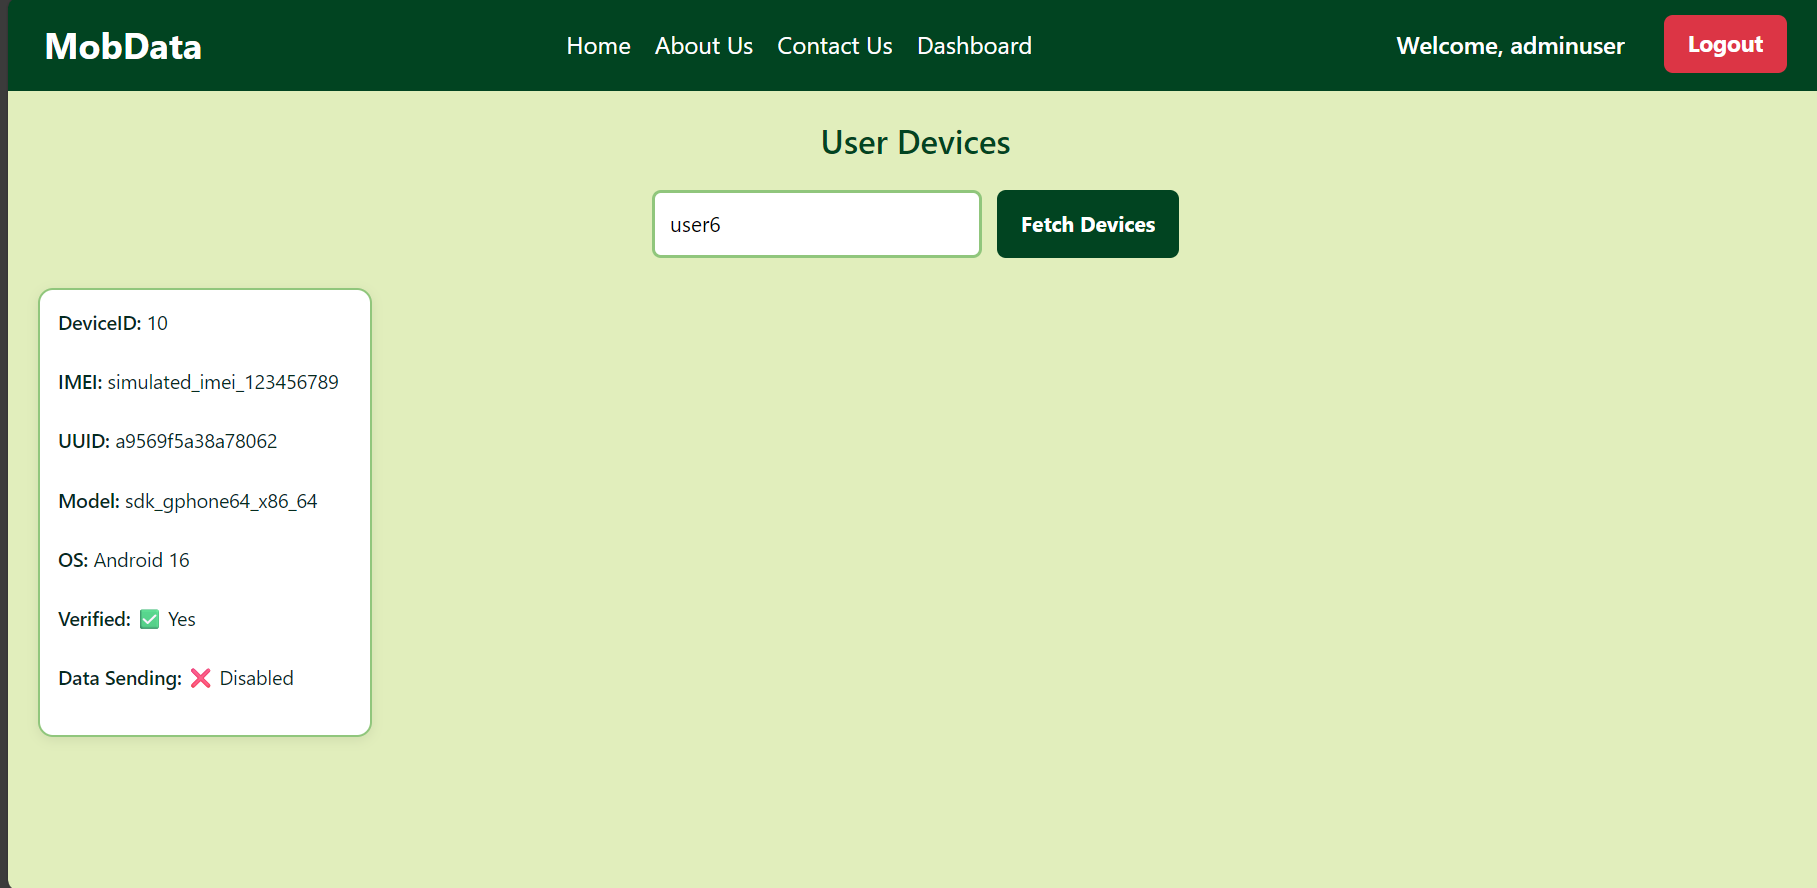 MobData
Home About Us Contact Us Dashboard
Welcome, adminuser
Logout
User Devices
user6
Fetch Devices
DeviceID: 10
IMEI: simulated_imei_123456789
UUID: a9569f5a38a78062
Model: sdk_gphone64_x86_64
OS: Android 16
Verified: ✅ Yes
Data Sending: ❌ Disabled